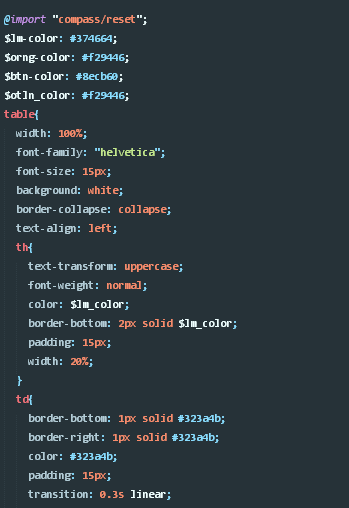 @import "compass/reset";
$lm-color: #374664;
$orng-color: #f29446;
$btn-color: #8ecb60;
$otln_color: #f29446;
table{
width: 100%;
font-family: "helvetica";
font-size: 15px;
background: white;
border-collapse: collapse;
text-align: left;
th{
text-transform: uppercase;
font-weight: normal;
color: $lm_color;
border-bottom: 2px solid $lm_color;
padding: 15px;
width: 20%;
}
td{
border-bottom: 1px solid #323a4b;
border-right: 1px solid #323a4b;
color: #323a4b;
padding: 15px;
transition: 0.3s linear;